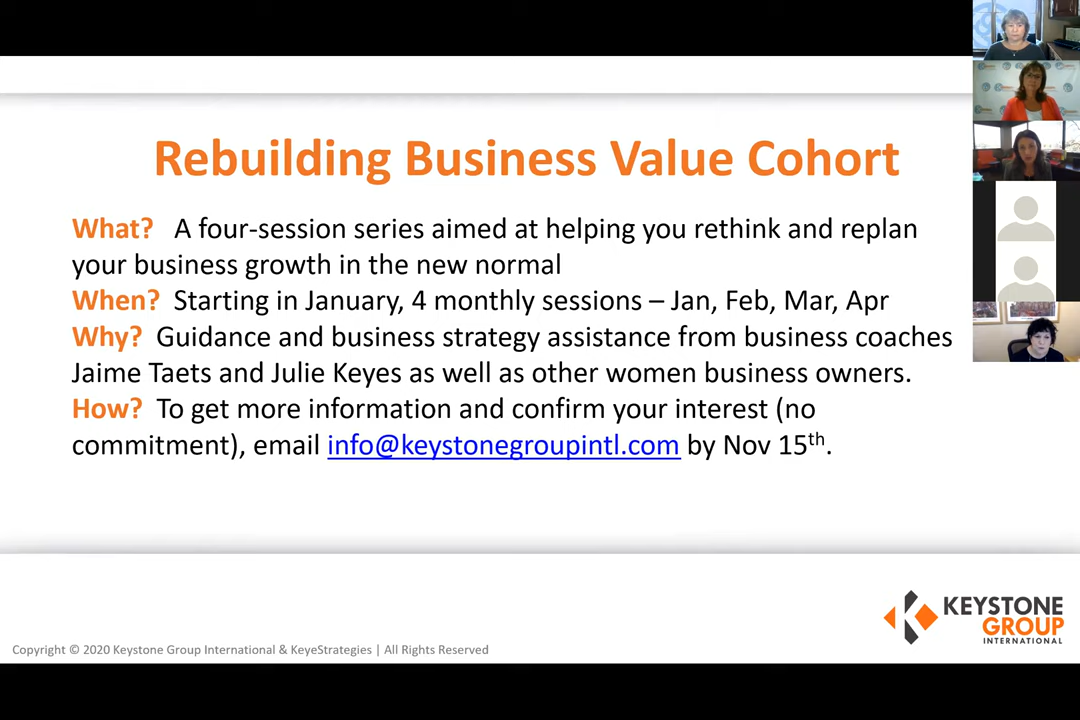 Rebuilding Business Value Cohort
What? A four-session series aimed at helping you rethink and replan
your business growth in the new normal
When? Starting in January, 4 monthly sessions – Jan, Feb, Mar, Apr
Why? Guidance and business strategy assistance from business coaches
Jaime Taets and Julie Keyes as well as other women business owners.
How? To get more information and confirm your interest (no
commitment), email info@keystonegroupintl.com by Nov 15th.
KEYSTONE
GROUP
INTERNATIONAL
Copyright © 2020 Keystone Group International & KeyeStrategies | All Rights Reserved